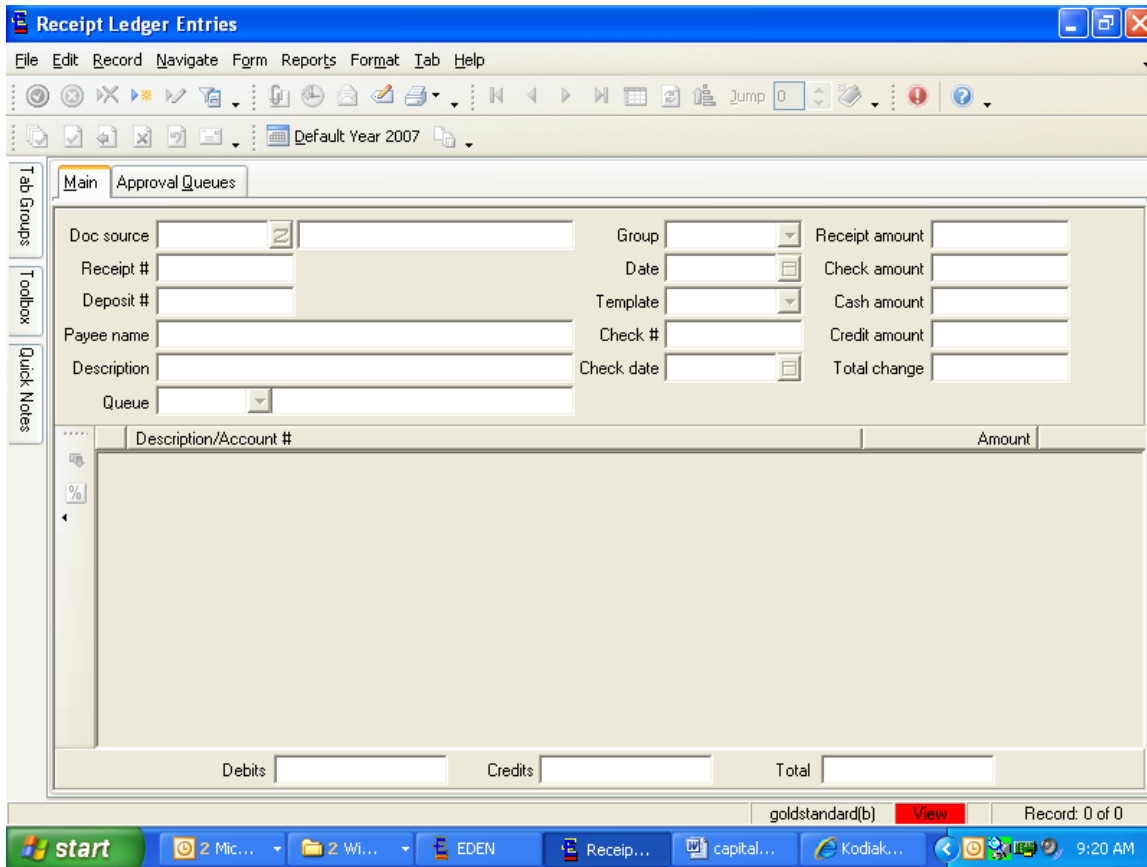 Receipt Ledger Entries
File Edit Record Navigate Form Reports Format Tab Help
Jump 0
Default Year 2007
Tab Groups
Toolbox
Quick Notes
Main Approval Queues
Doc source Group Receipt amount
Receipt # Date Check amount
Deposit # Template Cash amount
Payee name Check # Credit amount
Description Check date Total change
Queue
Description/Account # Amount
%
Debits Credits Total
goldstandard(b) View Record: 0 of 0
start 2 Mic... 2 Wi... EDEN Receip... capital... Kodiak... 9:20 AM